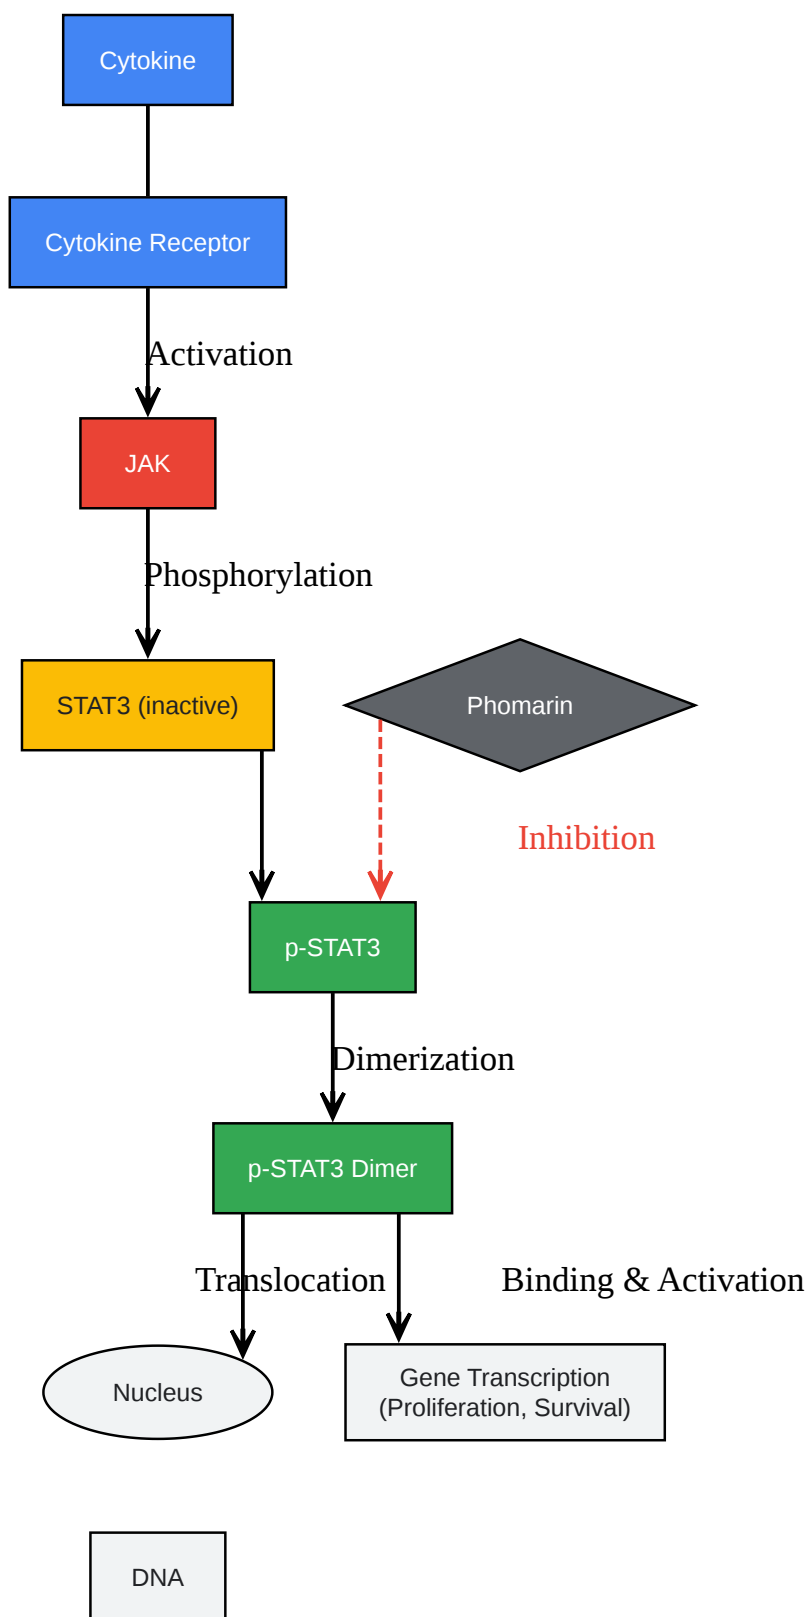 Cytokine
Cytokine Receptor
Activation
JAK
Phosphorylation
STAT3 (inactive)
Phomarin
Inhibition
p-STAT3
Dimerization
p-STAT3 Dimer
Translocation
Binding & Activation
Nucleus
Gene Transcription
(Proliferation, Survival)
DNA